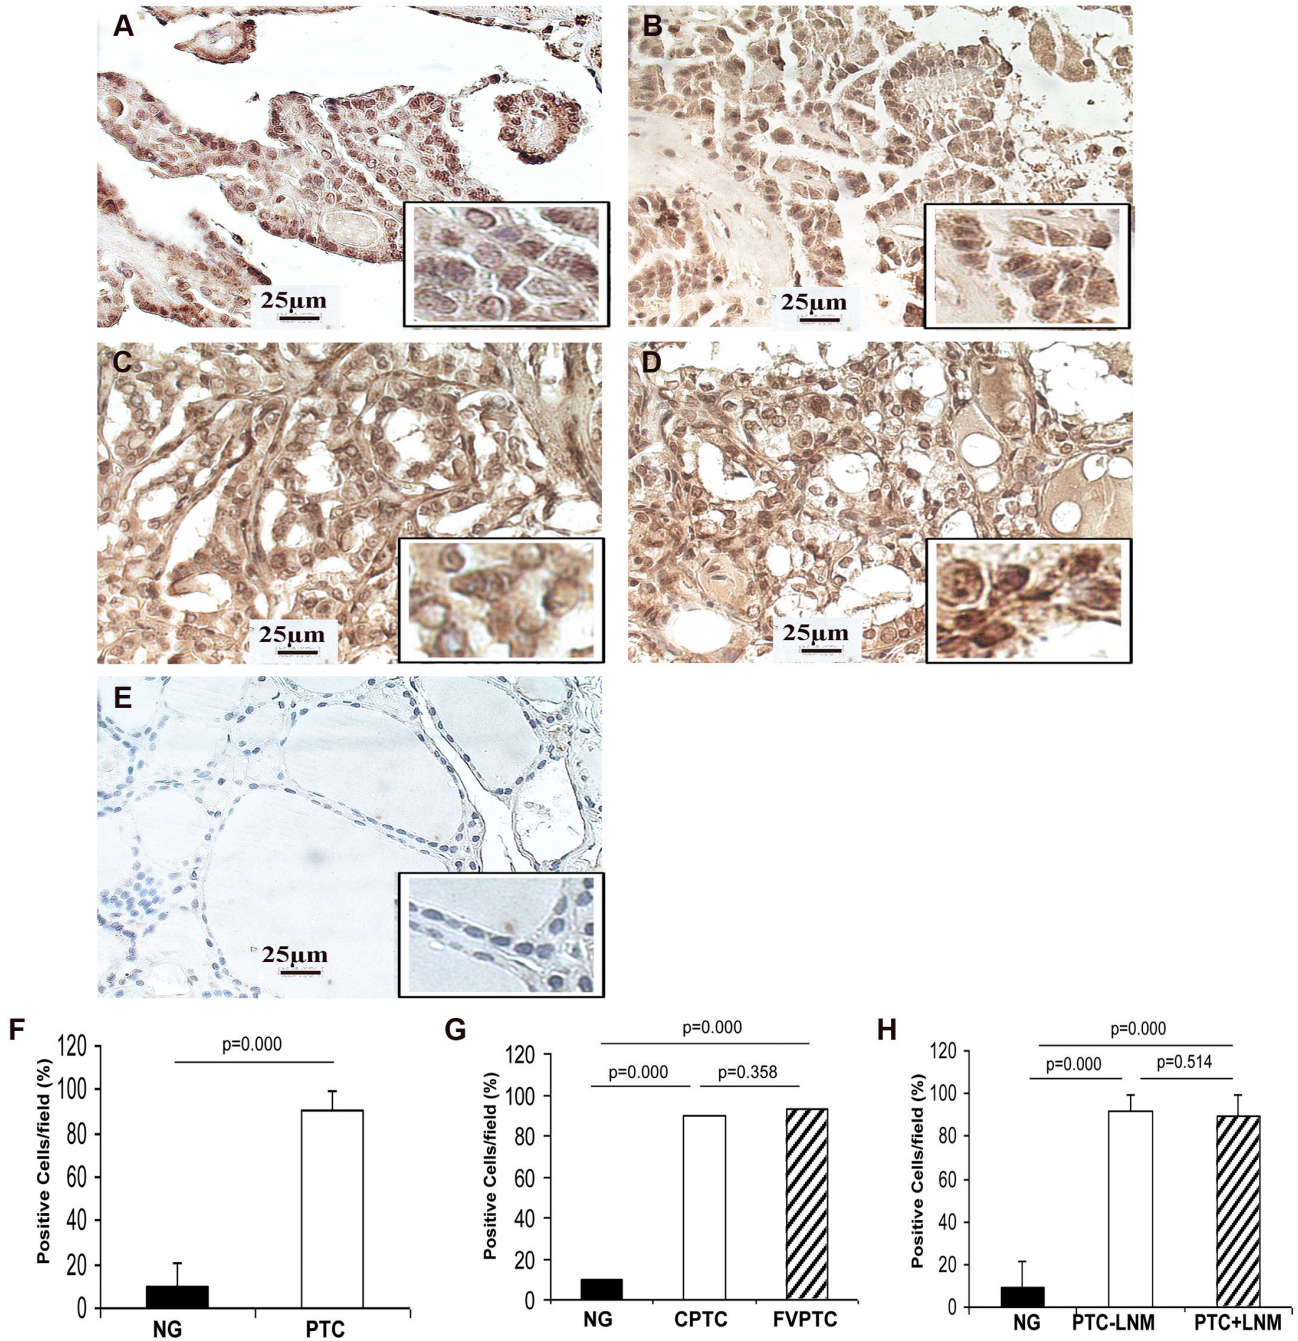 A
B
25μm
25μm
C
D
25μm
25μm
E
25μm
F
G
H
p=0.000
p=0.000
p=0.000
p=0.000
p=0.358
p=0.000
p=0.514
Positive Cells/field (%)
120
100
80
60
40
20
0
NG
PTC
Positive Cells/field (%)
120
100
80
60
40
20
0
NG
CPTC
FVPTC
Positive Cells/field (%)
120
100
80
60
40
20
0
NG
PTC-LNM
PTC+LNM